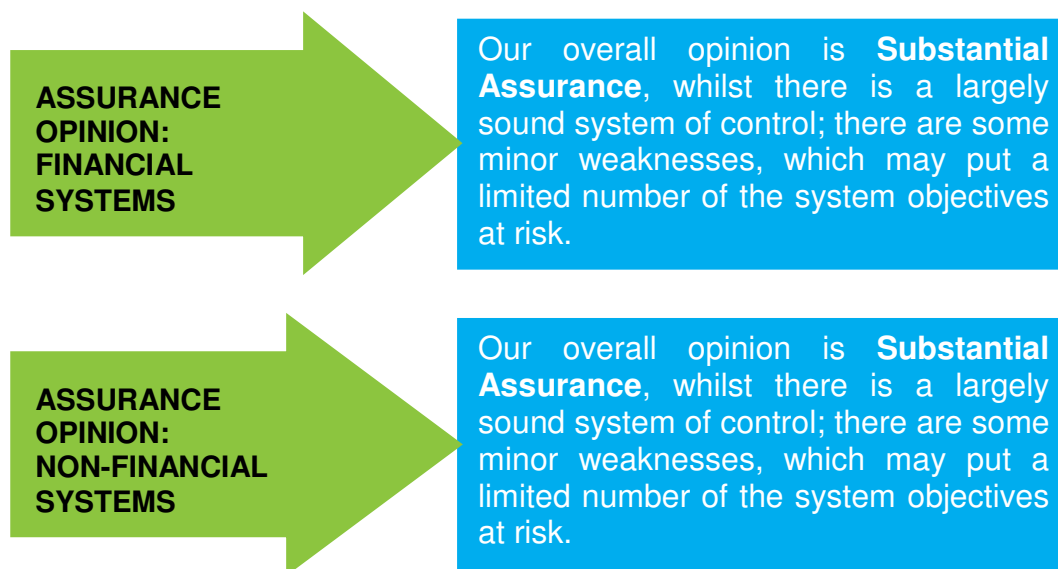 ASSURANCE
OPINION:
FINANCIAL
SYSTEMS
Our overall opinion is Substantial
Assurance, whilst there is a largely
sound system of control; there are some
minor weaknesses, which may put a
limited number of the system objectives
at risk.
ASSURANCE
OPINION:
NON-FINANCIAL
SYSTEMS
Our overall opinion is Substantial
Assurance, whilst there is a largely
sound system of control; there are some
minor weaknesses, which may put a
limited number of the system objectives
at risk.